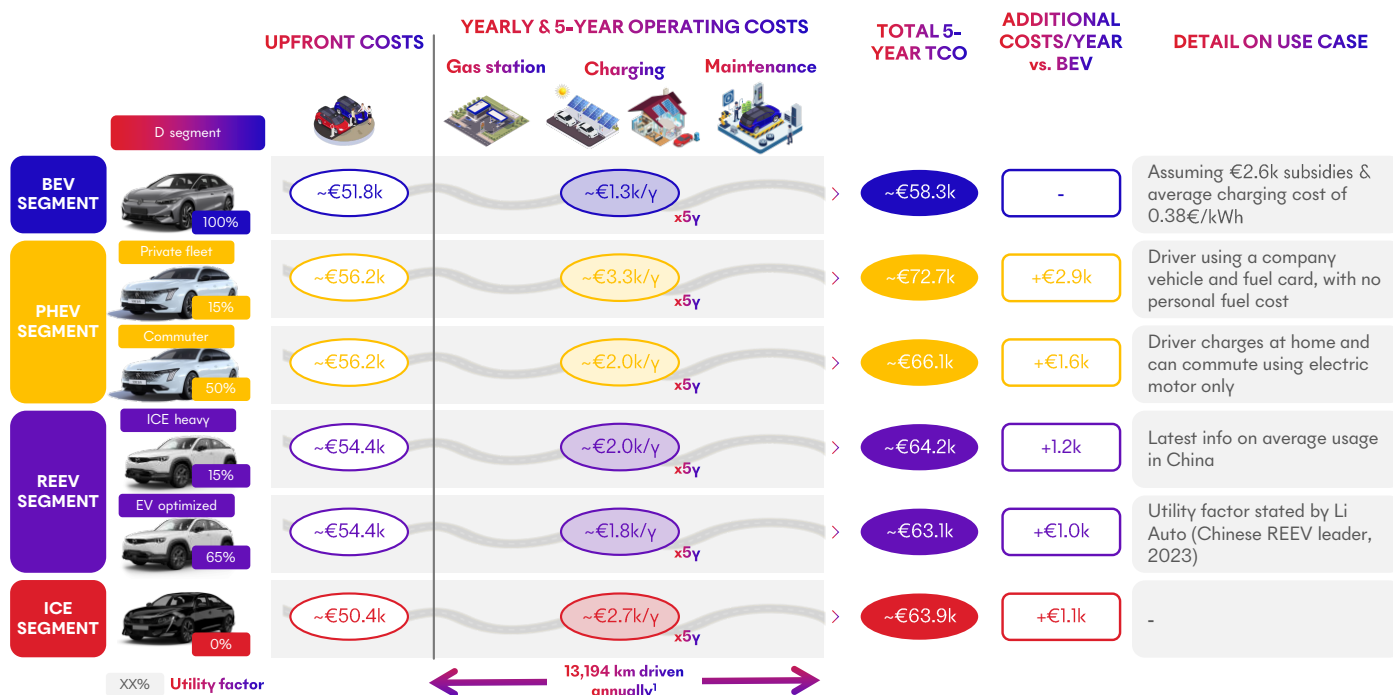 UPFRONT COSTS
YEARLY & 5-YEAR OPERATING COSTS
TOTAL 5-
YEAR TCO
ADDITIONAL
COSTS/YEAR
vs. BEV
DETAIL ON USE CASE
Gas station
Charging
Maintenance
D segment
BEV
SEGMENT
100%
~€51.8k
~€1.3k/y
x5y
~€58.3k
-
Assuming €2.6k subsidies &
average charging cost of
0.38€/kWh
PHEV
SEGMENT
Private fleet
15%
~€56.2k
~€3.3k/y
x5y
~€72.7k
+€2.9k
Driver using a company
vehicle and fuel card, with no
personal fuel cost
Commuter
50%
~€56.2k
~€2.0k/y
x5y
~€66.1k
+€1.6k
Driver charges at home and
can commute using electric
motor only
REEV
SEGMENT
ICE heavy
15%
~€54.4k
~€2.0k/y
x5y
~€64.2k
+1.2k
Latest info on average usage
in China
EV optimized
65%
~€54.4k
~€1.8k/y
x5y
~€63.1k
+€1.0k
Utility factor stated by Li
Auto (Chinese REEV leader,
2023)
ICE
SEGMENT
0%
~€50.4k
~€2.7k/y
x5y
~€63.9k
+€1.1k
-
XX% Utility factor
13,194 km driven
annually¹